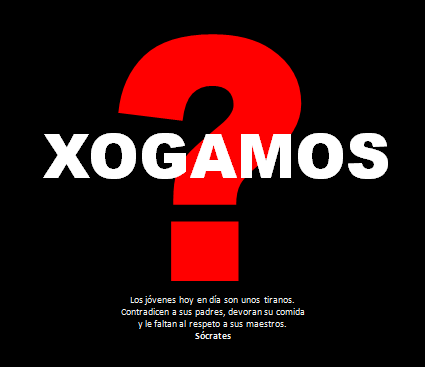 XOGAMOS
?
Los jóvenes hoy en día son unos tiranos.
Contradicen a sus padres, devoran su comida
y le faltan al respeto a sus maestros.
Sócrates